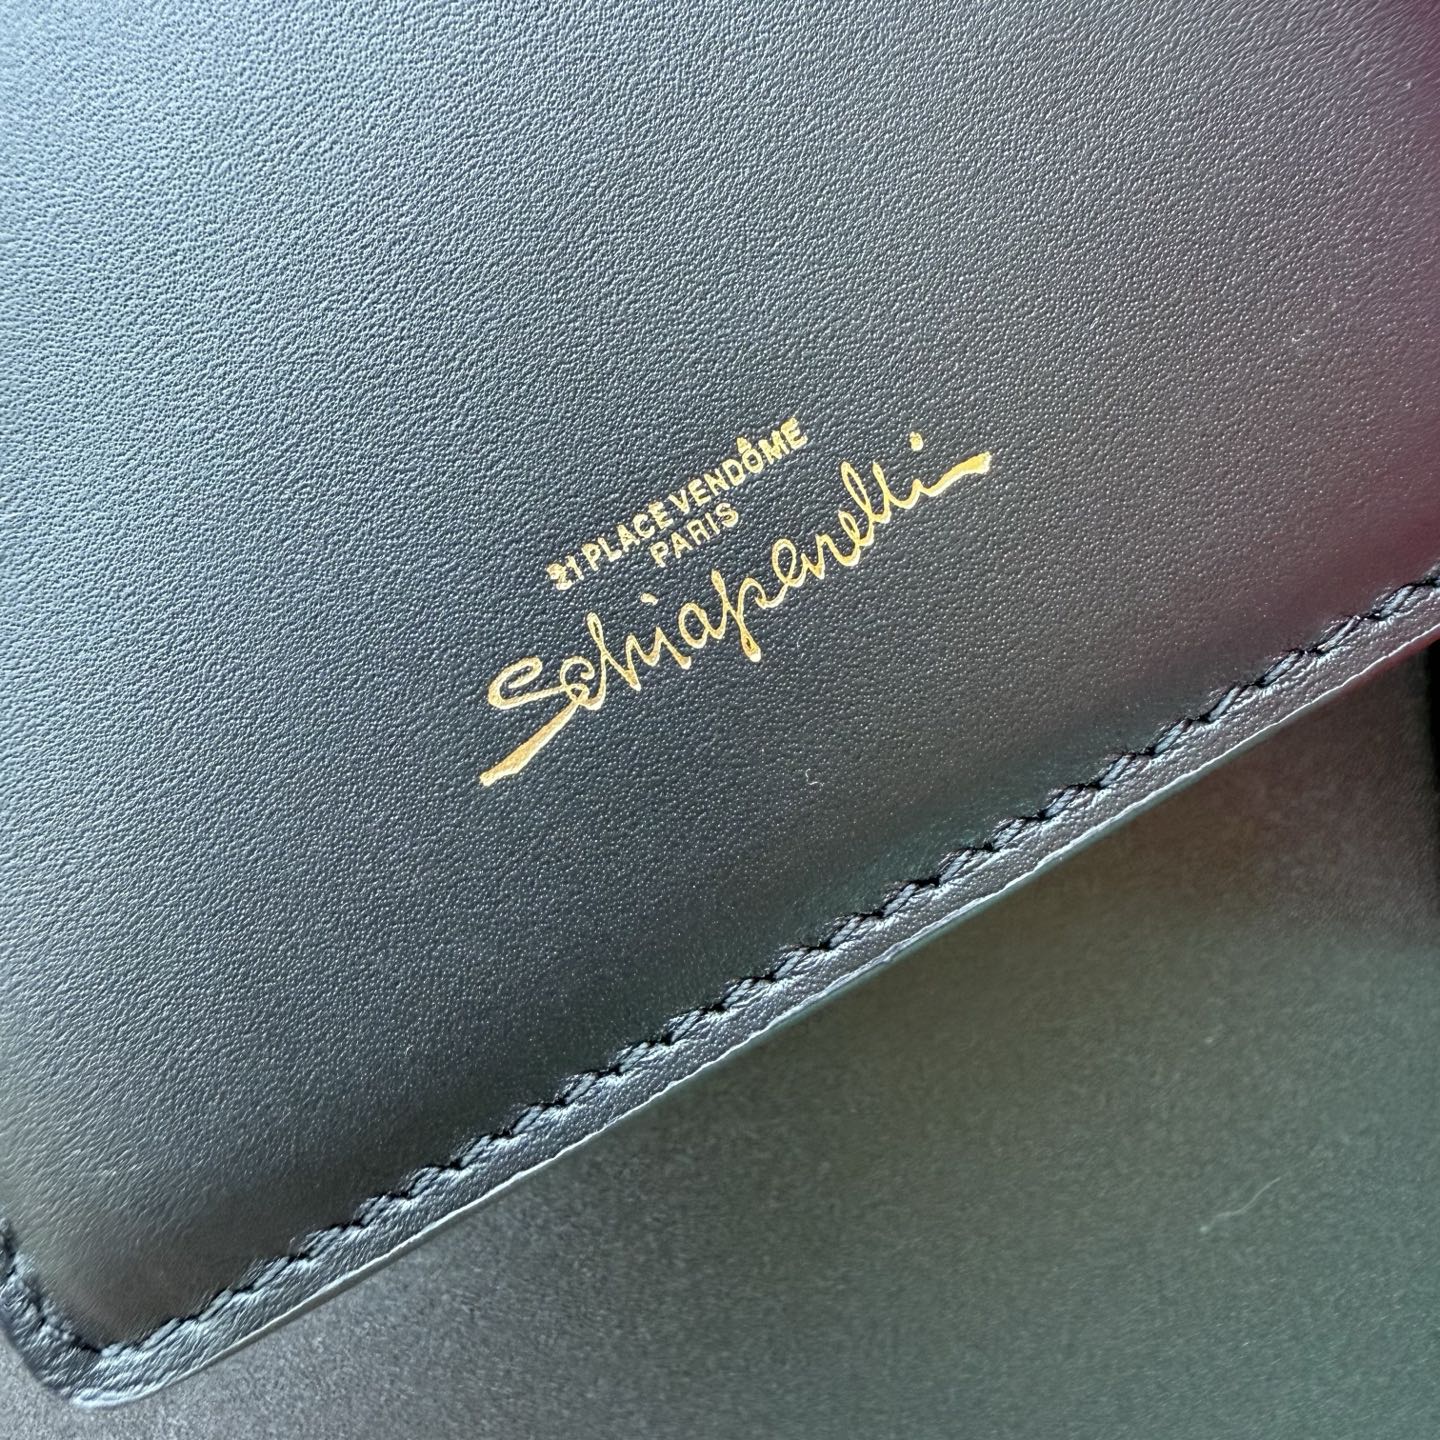 21 PLACE VENDÔME
PARIS
Schiaparelli